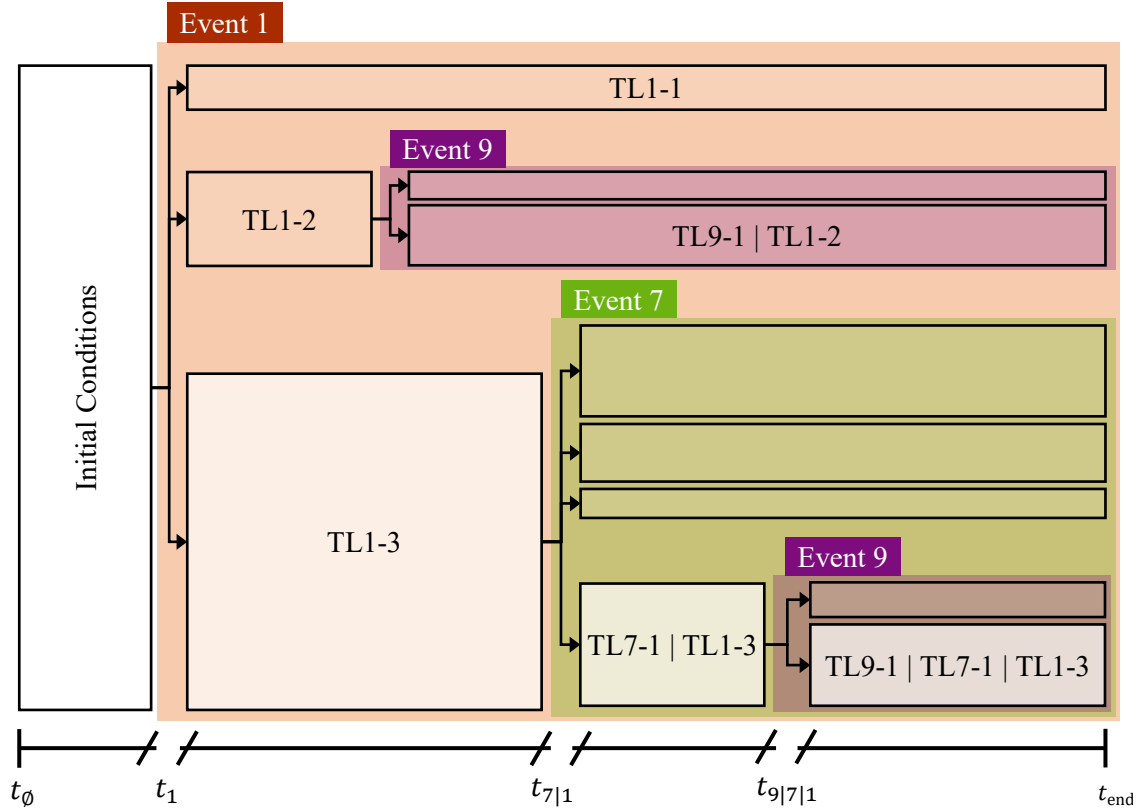 Event 1
TL1-1
Event 9
TL1-2
TL9-1 | TL1-2
Event 7
Initial Conditions
TL1-3
Event 9
TL7-1 | TL1-3
TL9-1 | TL7-1 | TL1-3
t∅
t1
t7|1
t9|7|1
tend